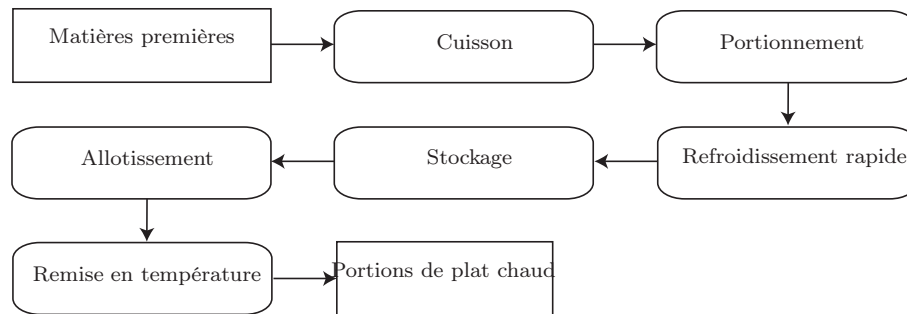 Matières premières
Cuisson
Portionnement
Refroidissement rapide
Stockage
Allotissement
Remise en température
Portions de plat chaud